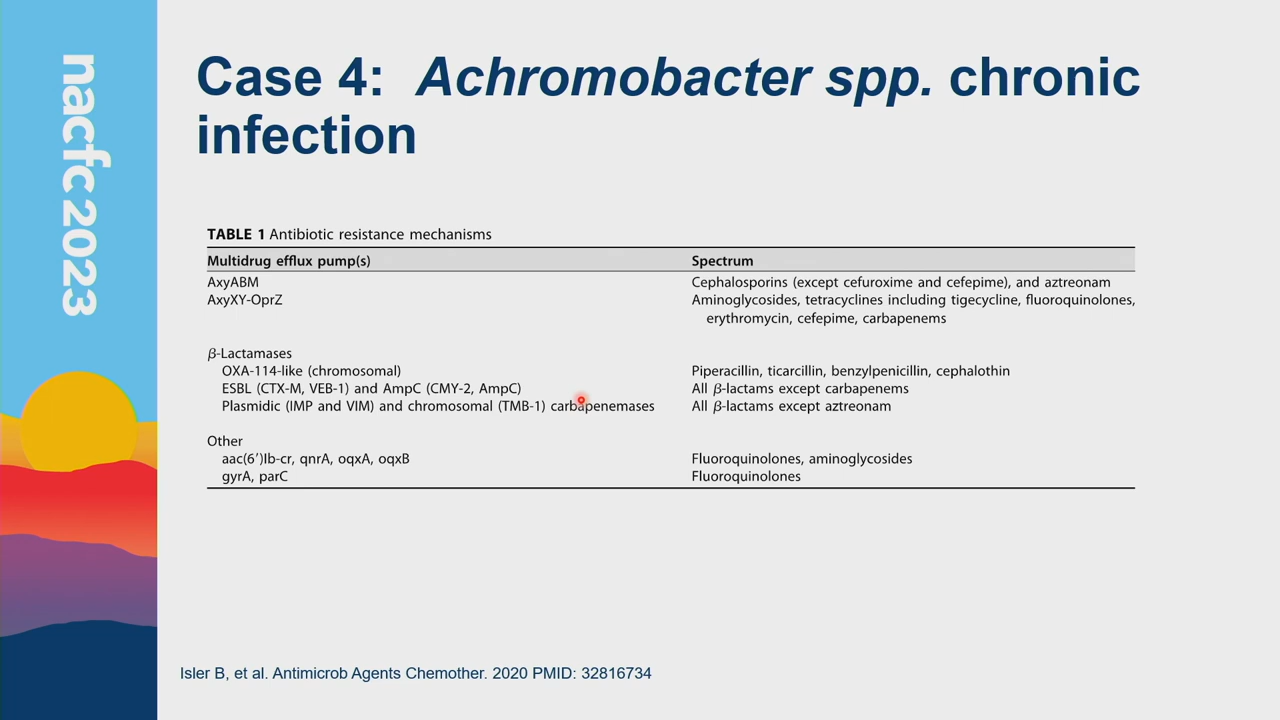 nacfc 2023
Case 4: Achromobacter spp. chronic
infection
TABLE 1 Antibiotic resistance mechanisms
Multidrug efflux pump(s) Spectrum
AxyABM Cephalosporins (except cefuroxime and cefepime), and aztreonam
AxyXY-OprZ Aminoglycosides, tetracyclines including tigecycline, fluoroquinolones,
erythromycin, cefepime, carbapenems
β-Lactamases
OXA-114-like (chromosomal) Piperacillin, ticarcillin, benzylpenicillin, cephalothin
ESBL (CTX-M, VEB-1) and AmpC (CMY-2, AmpC) All β-lactams except carbapenems
Plasmidic (IMP and VIM) and chromosomal (TMB-1) carbapenemases All β-lactams except aztreonam
Other
aac(6′)Ib-cr, qnrA, oqxA, oqxB Fluoroquinolones, aminoglycosides
gyrA, parC Fluoroquinolones
Isler B, et al. Antimicrob Agents Chemother. 2020 PMID: 32816734